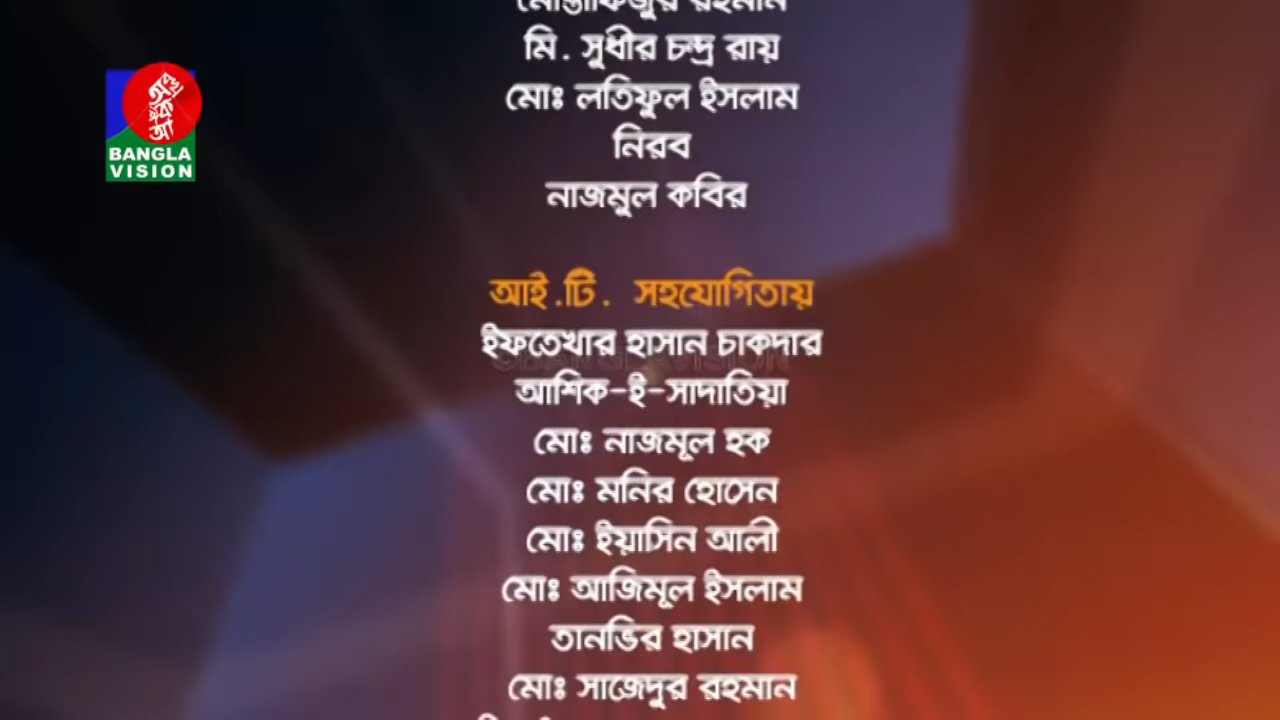 মোস্তাফিজুর রহমান
মি. সুধীর চন্দ্র রায়
মোঃ লতিফুল ইসলাম
নিরব
নাজমুল কবির
BANGLA
VISION
আই.টি. সহযোগিতায়
ইফতেখার হাসান চাকদার
আশিক-ই-সাদাতিয়া
মোঃ নাজমূল হক
মোঃ মনির হোসেন
মোঃ ইয়াসিন আলী
মোঃ আজিমূল ইসলাম
তানভির হাসান
মোঃ সাজেদুর রহমান